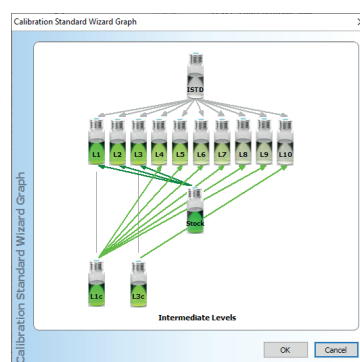 Calibration Standard Wizard Graph
Calibration Standard Wizard Graph
ISTD
L1 L2 L3 L4 L5 L6 L7 L8 L9 L10
Stock
L1c L3c
Intermediate Levels
OK Cancel